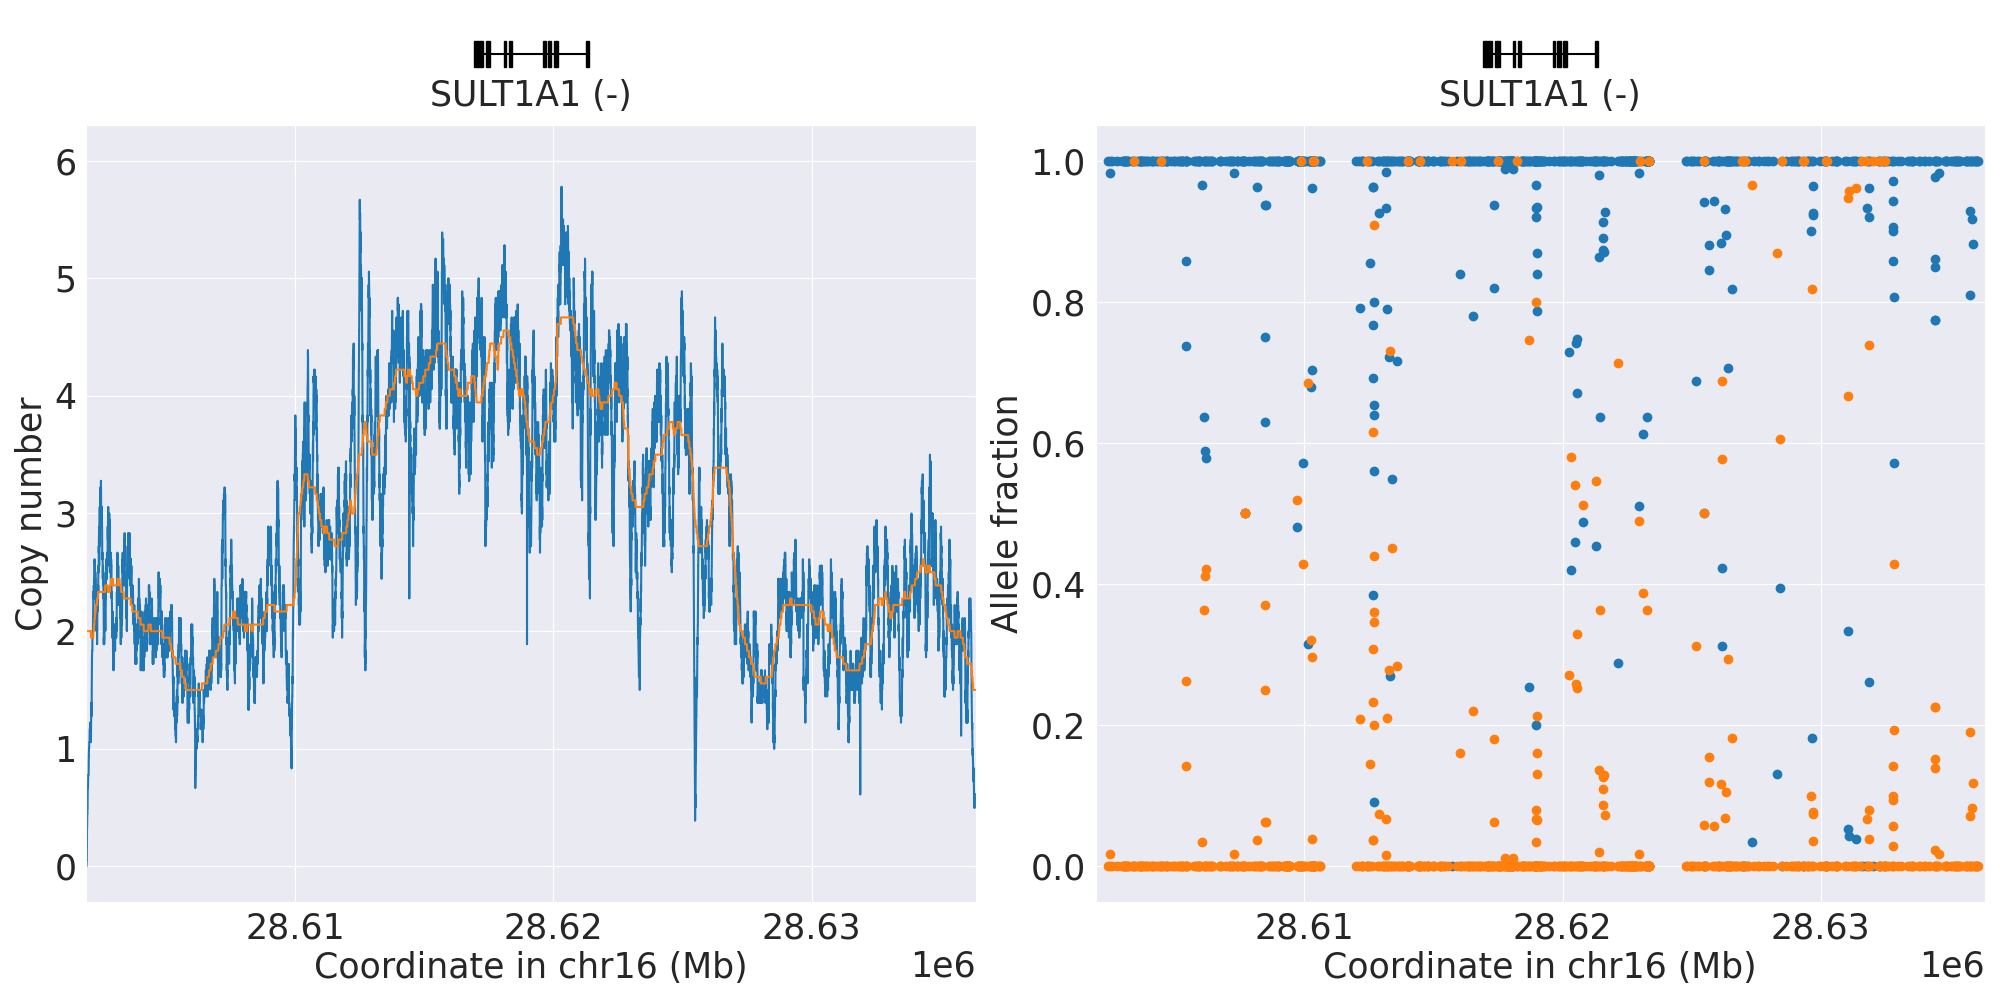 SULT1A1 (-)
Copy number
6
5
4
3
2
1
0
28.61
28.62
28.63
Coordinate in chr16 (Mb)
1e6
SULT1A1 (-)
Allele fraction
1.0
0.8
0.6
0.4
0.2
0.0
28.61
28.62
28.63
Coordinate in chr16 (Mb)
1e6